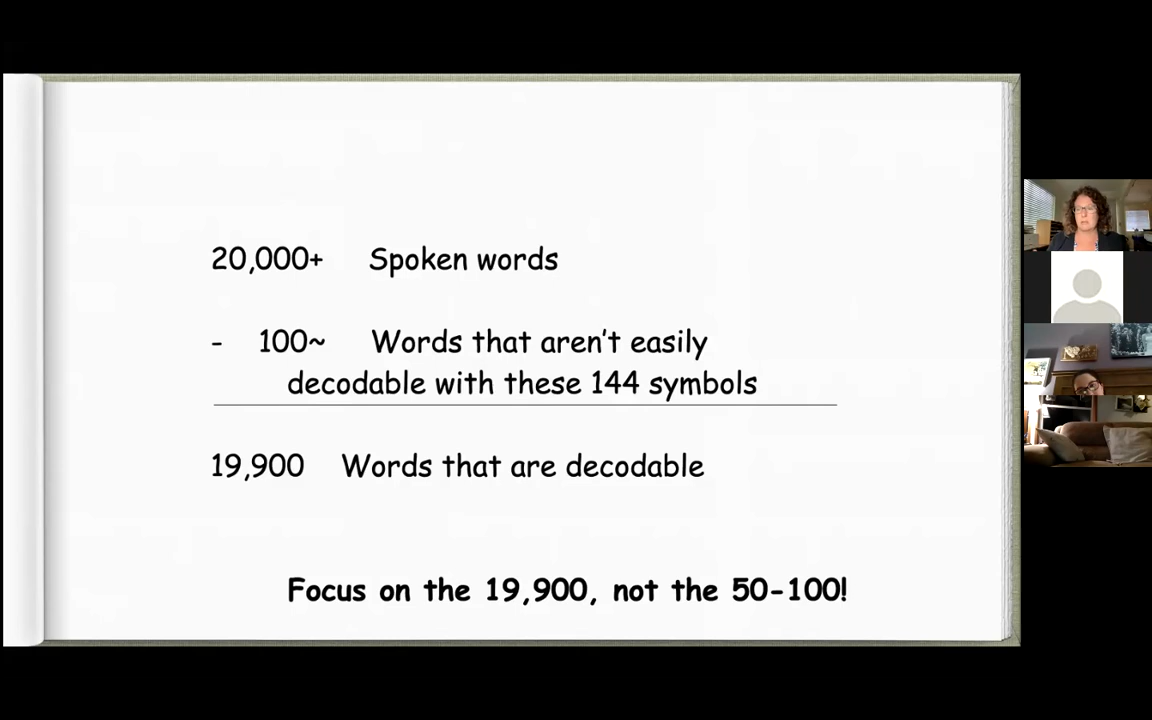 20,000+ Spoken words
- 100~ Words that aren't easily
decodable with these 144 symbols
19,900 Words that are decodable
Focus on the 19,900, not the 50-100!